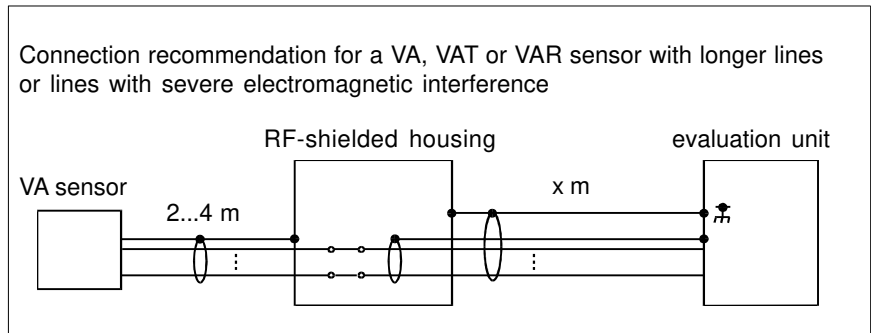 Connection recommendation for a VA, VAT or VAR sensor with longer lines
or lines with severe electromagnetic interference
RF-shielded housing
evaluation unit
VA sensor
2...4 m
x m